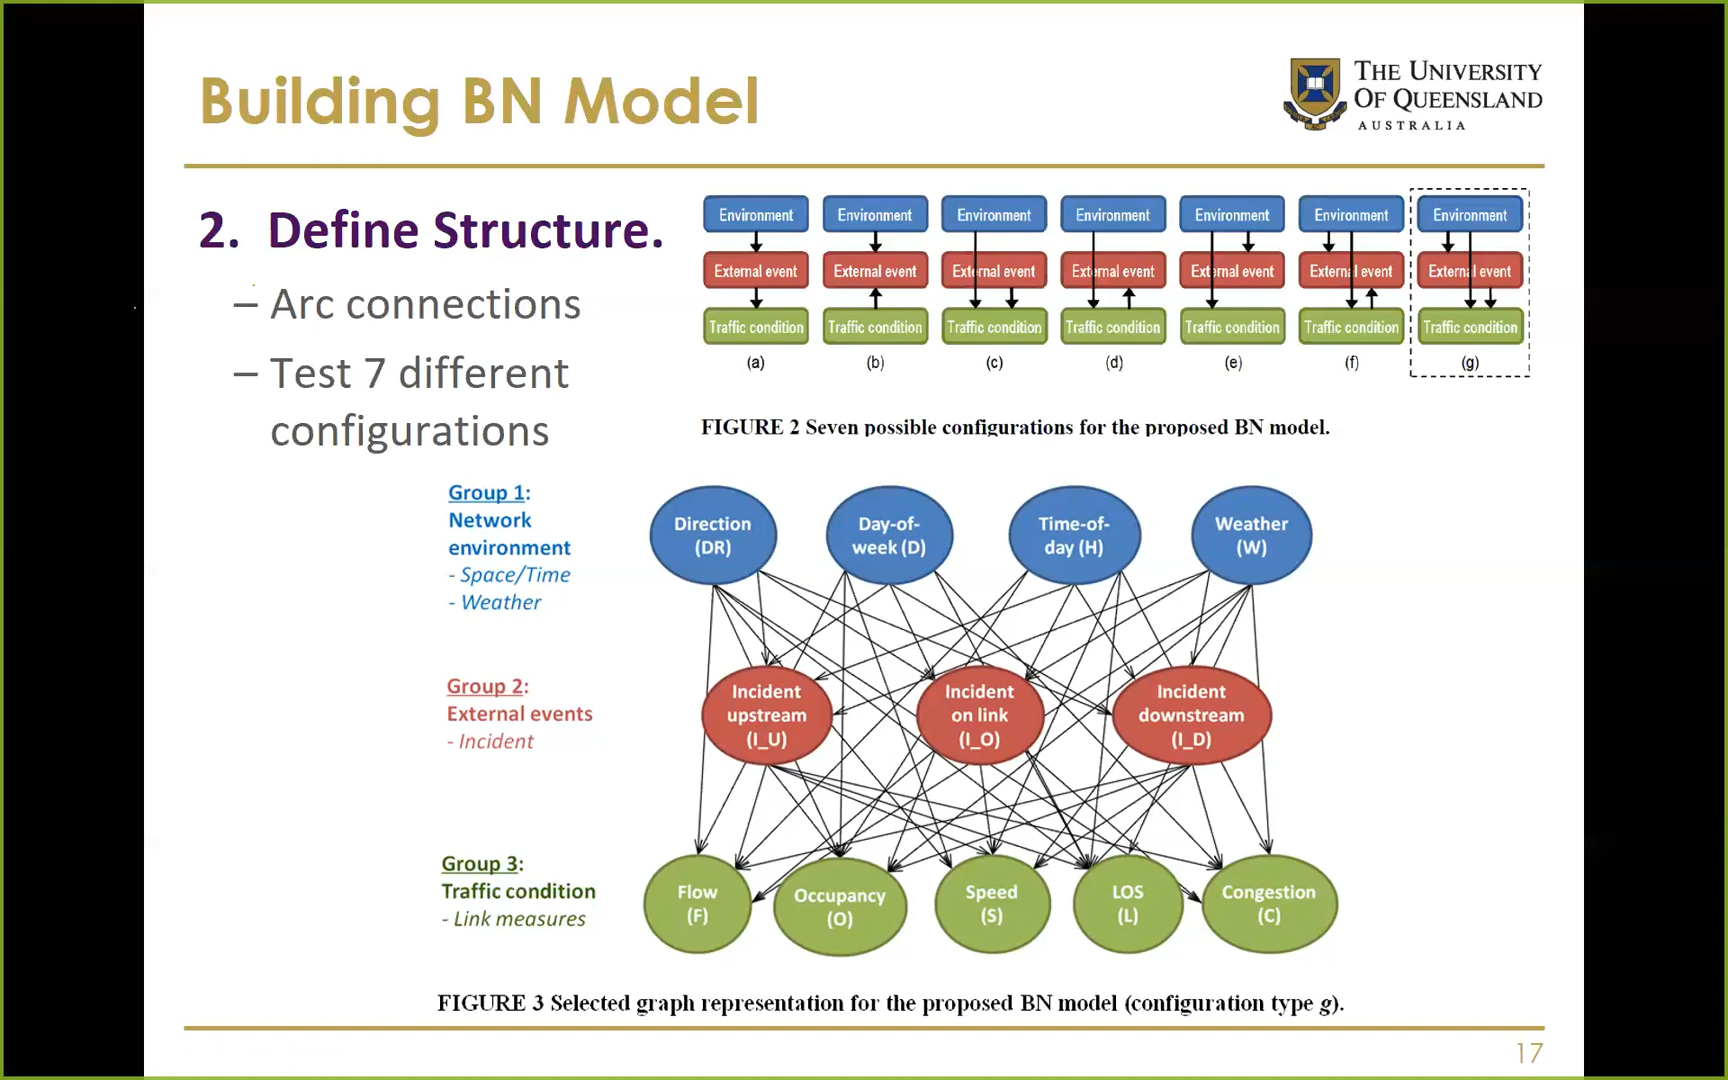 Building BN Model
THE UNIVERSITY
OF QUEENSLAND
AUSTRALIA
2. Define Structure.
– Arc connections
– Test 7 different
configurations
Environment Environment Environment Environment Environment Environment Environment
External event External event External event External event External event External event External event
Traffic condition Traffic condition Traffic condition Traffic condition Traffic condition Traffic condition Traffic condition
(a) (b) (c) (d) (e) (f) (g)
FIGURE 2 Seven possible configurations for the proposed BN model.
Group 1:
Network
environment
- Space/Time
- Weather
Direction
(DR)
Day-of-
week (D)
Time-of-
day (H)
Weather
(W)
Group 2:
External events
- Incident
Incident
upstream
(I_U)
Incident
on link
(I_O)
Incident
downstream
(I_D)
Group 3:
Traffic condition
- Link measures
Flow
(F)
Occupancy
(O)
Speed
(S)
LOS
(L)
Congestion
(C)
FIGURE 3 Selected graph representation for the proposed BN model (configuration type g).
17